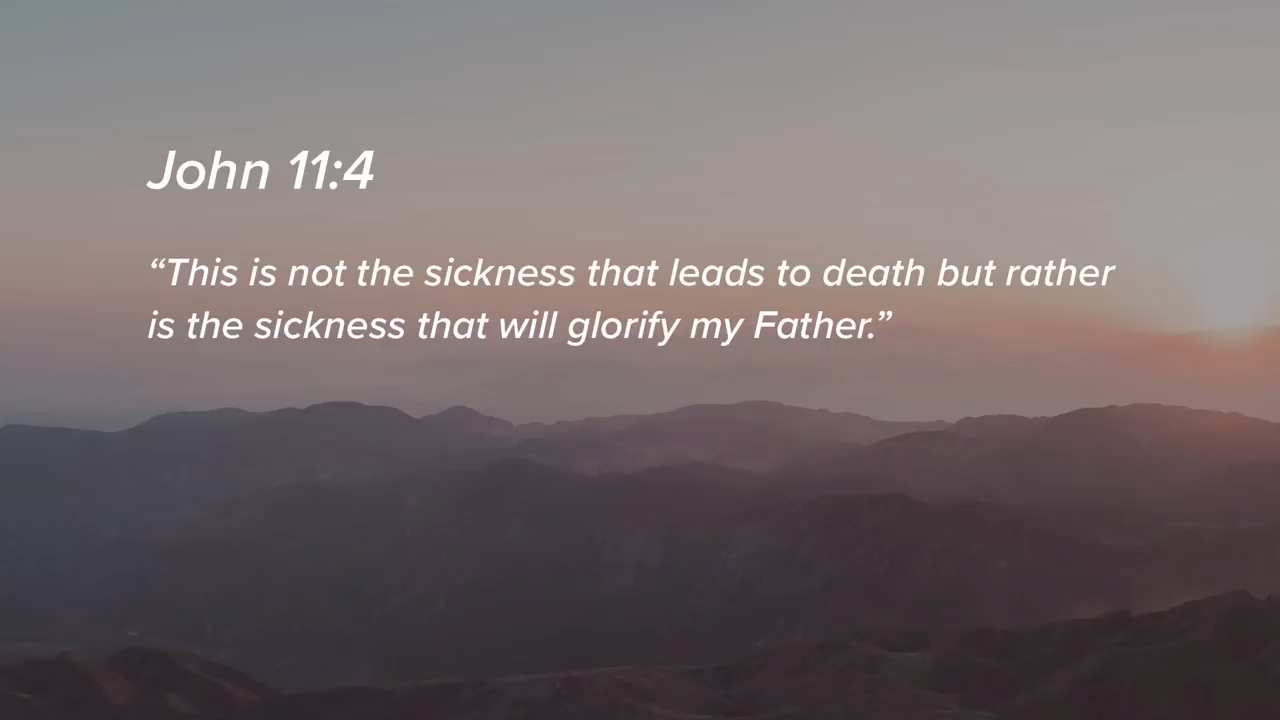 John 11:4
“This is not the sickness that leads to death but rather
is the sickness that will glorify my Father.”